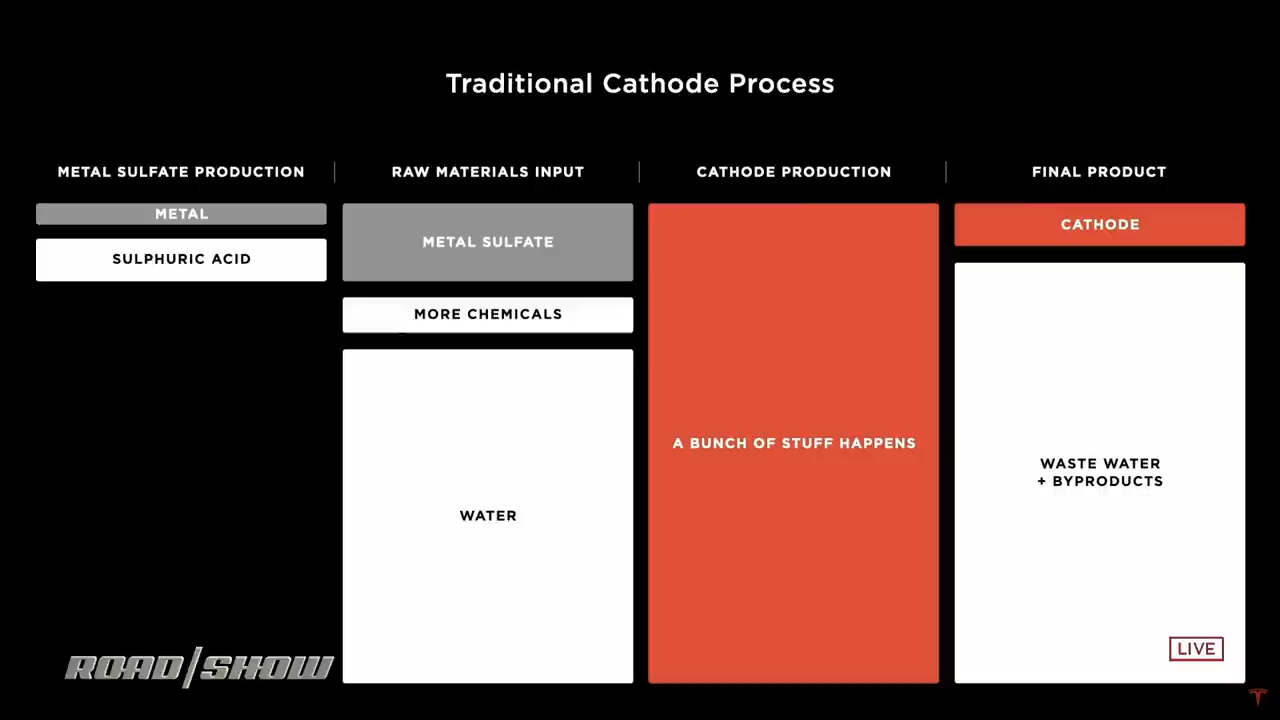 Traditional Cathode Process
METAL SULFATE PRODUCTION
RAW MATERIALS INPUT
CATHODE PRODUCTION
FINAL PRODUCT
METAL
SULPHURIC ACID
METAL SULFATE
MORE CHEMICALS
WATER
A BUNCH OF STUFF HAPPENS
CATHODE
WASTE WATER
+ BYPRODUCTS
LIVE
ROAD/SHOW